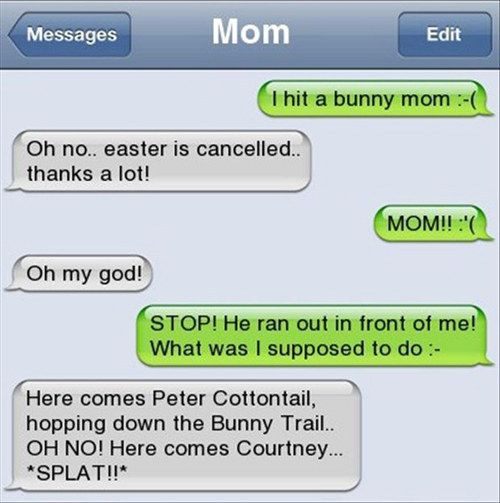 Messages
Mom
Edit
I hit a bunny mom :-(
Oh no.. easter is cancelled..
thanks a lot!
MOM!! :'(
Oh my god!
STOP! He ran out in front of me!
What was I supposed to do :-
Here comes Peter Cottontail,
hopping down the Bunny Trail..
OH NO! Here comes Courtney...
*SPLAT!!*